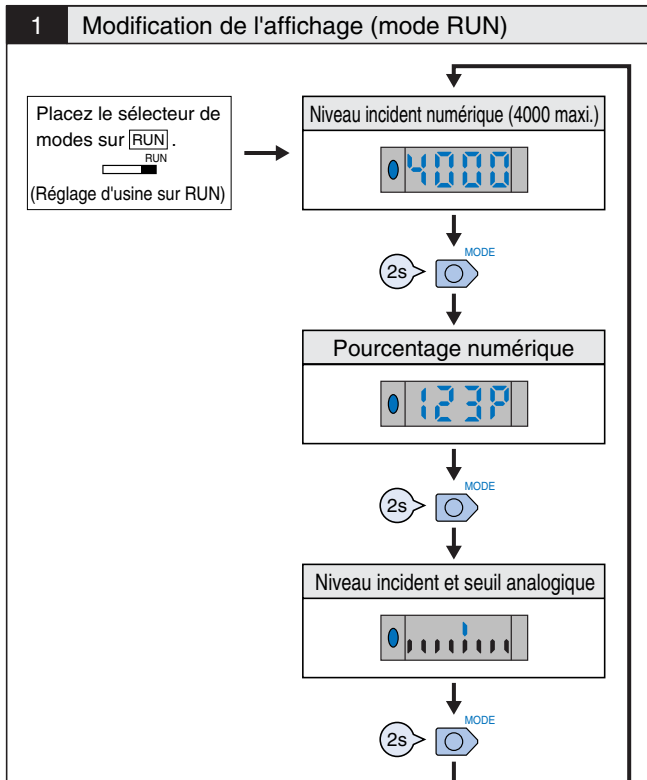 1 Modification de l'affichage (mode RUN)
Placez le sélecteur de
modes sur RUN .
RUN
(Réglage d'usine sur RUN)
Niveau incident numérique (4000 maxi.)
4000
MODE
2s
Pourcentage numérique
123P
MODE
2s
Niveau incident et seuil analogique
MODE
2s